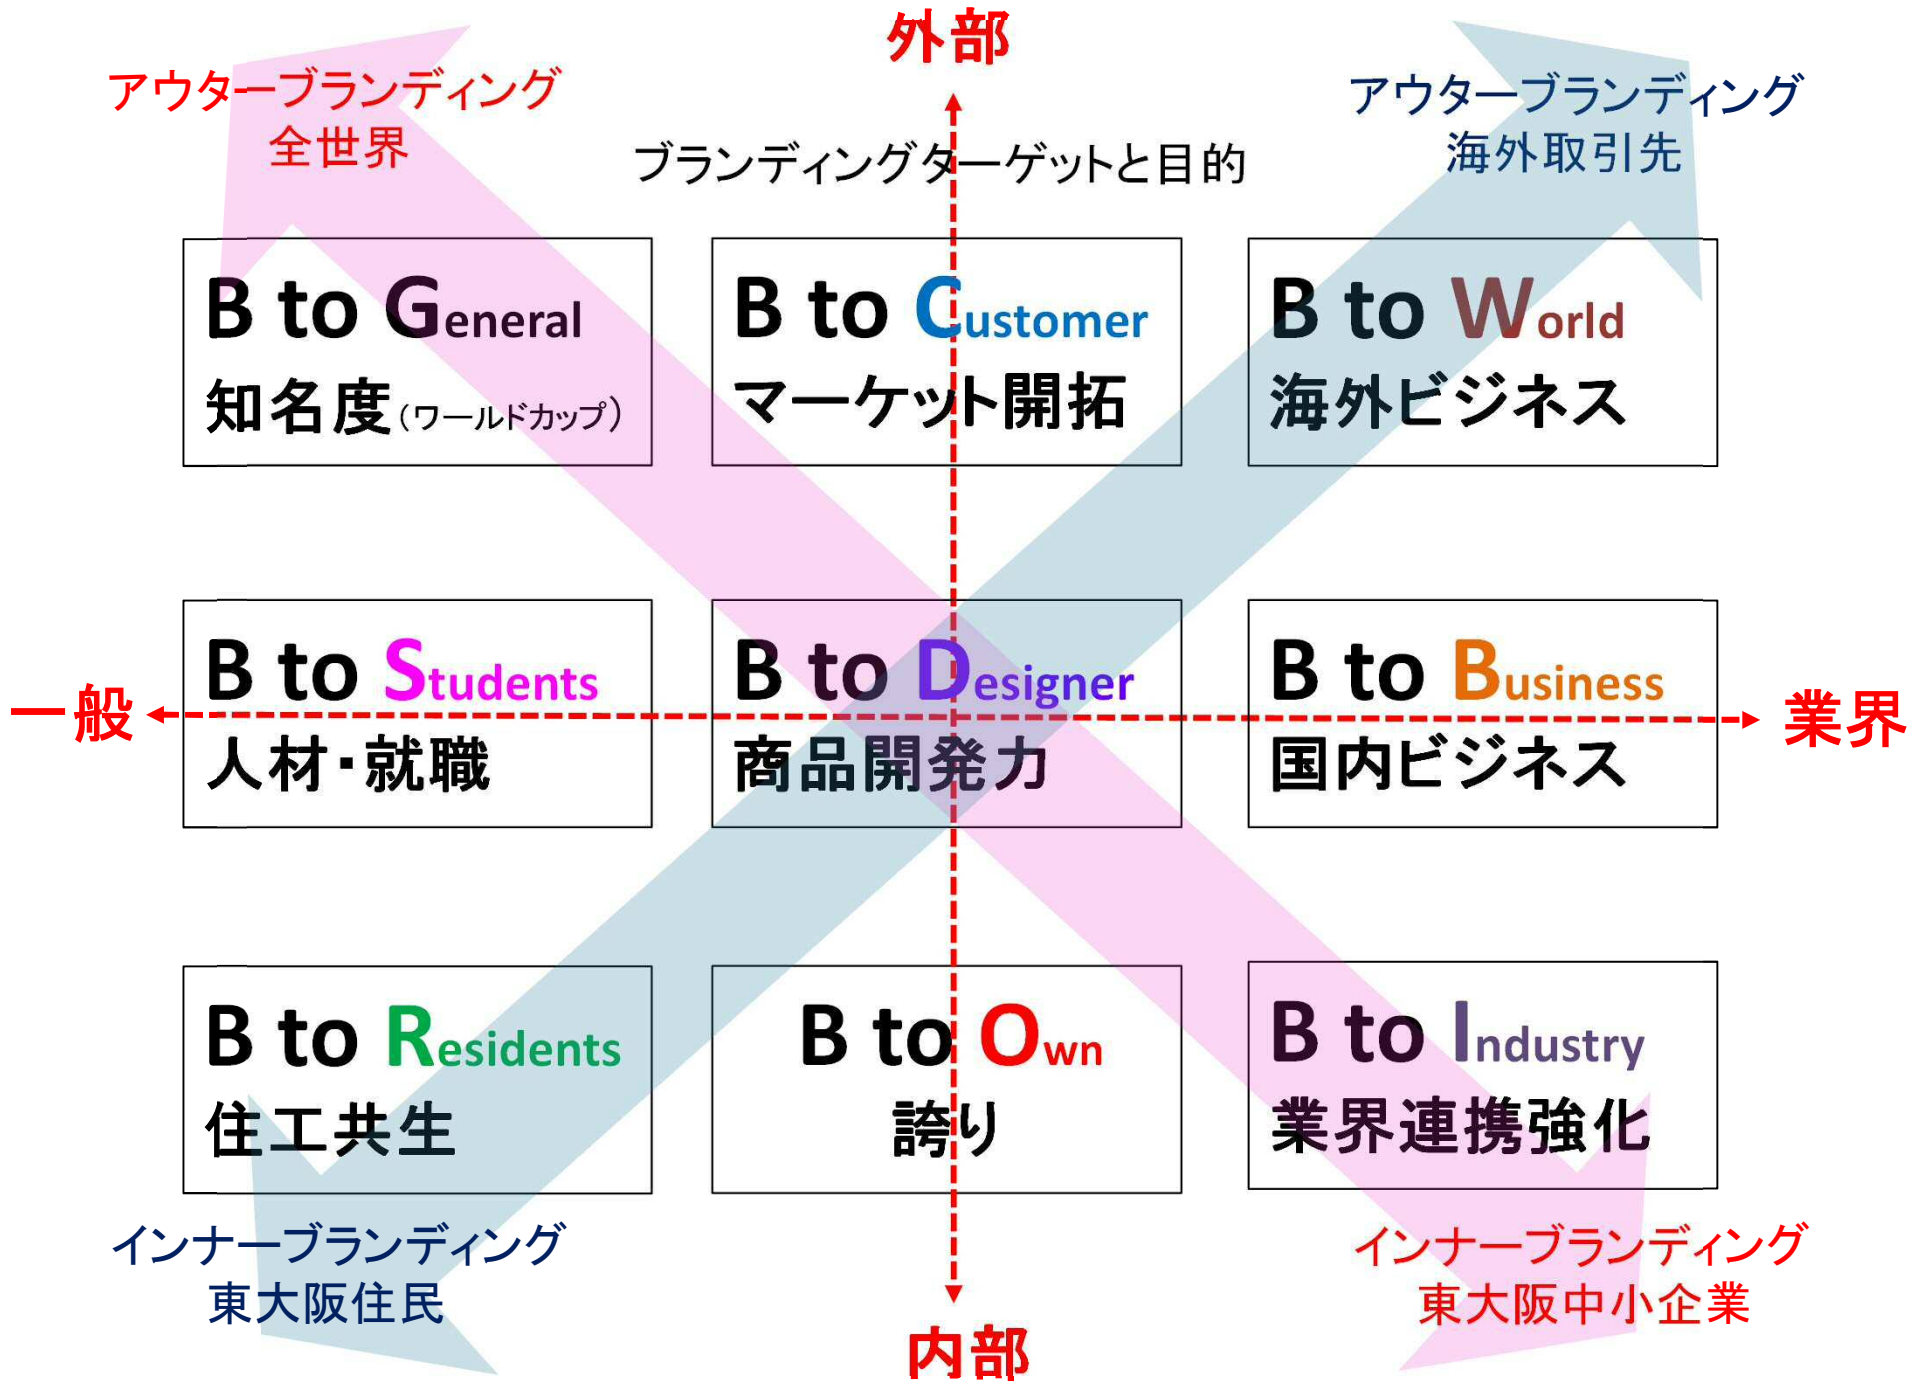 外部
アウターブランディング
全世界
ブランディングターゲットと目的
アウターブランディング
海外取引先
B to General
知名度(ワールドカップ)
B to Customer
マーケット開拓
B to World
海外ビジネス
一般
B to Students
人材・就職
B to Designer
商品開発力
B to Business
国内ビジネス
業界
B to Residents
住工共生
B to Own
誇り
B to Industry
業界連携強化
インナーブランディング
東大阪住民
インナーブランディング
東大阪中小企業
内部